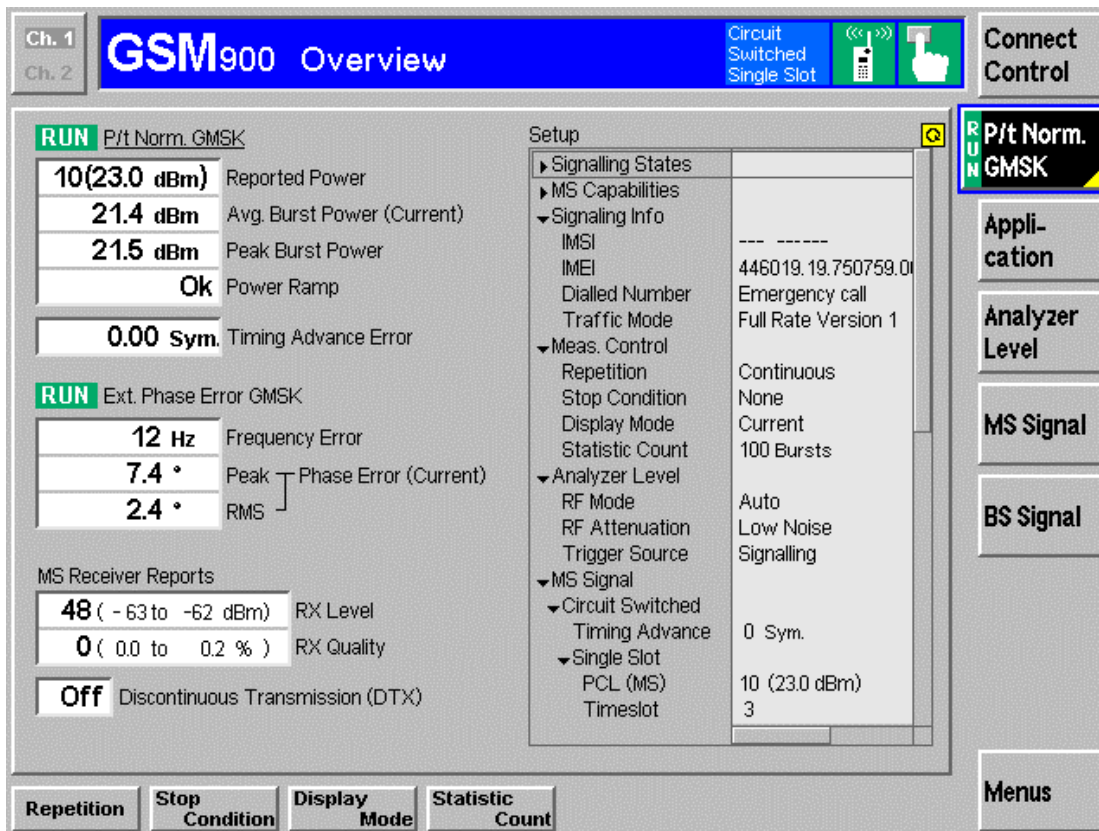 Ch. 1
Ch. 2
GSM900 Overview
Circuit
Switched
Single Slot
Connect
Control
RUN P/t Norm. GMSK
10(23.0 dBm) Reported Power
21.4 dBm Avg. Burst Power (Current)
21.5 dBm Peak Burst Power
Ok Power Ramp
0.00 Sym. Timing Advance Error
RUN Ext. Phase Error GMSK
12 Hz Frequency Error
7.4 ° Peak Phase Error (Current)
2.4 ° RMS
MS Receiver Reports
48 ( - 63 to -62 dBm) RX Level
0 ( 0.0 to 0.2 % ) RX Quality
Off Discontinous Transmission (DTX)
Setup
Signalling States
MS Capabilities
Signaling Info
IMSI --- ------
IMEI 446019.19.750759.0
Dialled Number Emergency call
Traffic Mode Full Rate Version 1
Meas. Control
Repetition Continuous
Stop Condition None
Display Mode Current
Statistic Count 100 Bursts
Analyzer Level
RF Mode Auto
RF Attenuation Low Noise
Trigger Source Signalling
MS Signal
Circuit Switched
Timing Advance 0 Sym.
Single Slot
PCL (MS) 10 (23.0 dBm)
Timeslot 3
RUN P/t Norm.
GMSK
Appli-
cation
Analyzer
Level
MS Signal
BS Signal
Menus
Repetition
Stop
Condition
Display
Mode
Statistic
Count